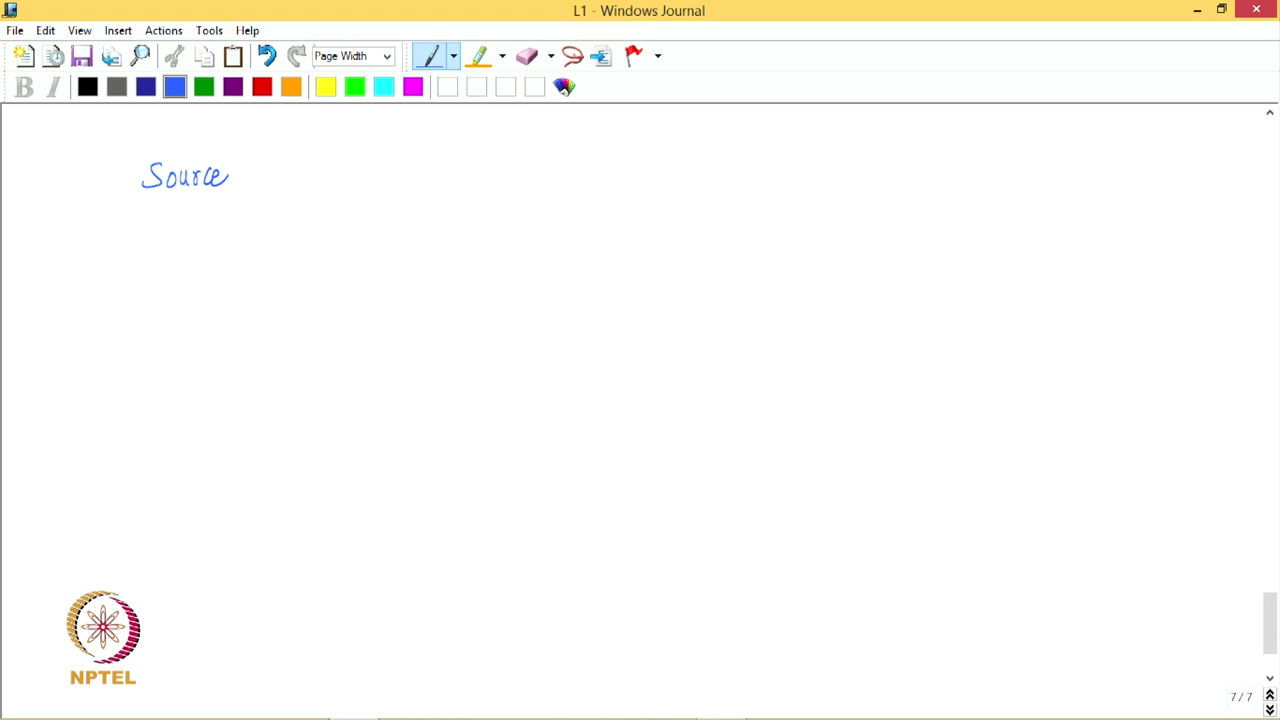 L1 - Windows Journal
File Edit View Insert Actions Tools Help
Page Width
B I
Source
NPTEL
7 / 7